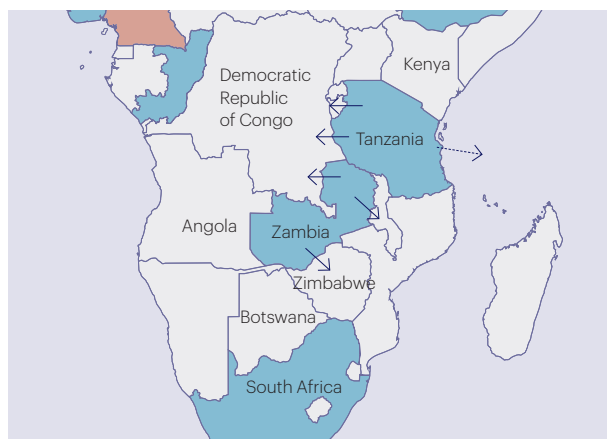 Kenya
Democratic
Republic
of Congo
Tanzania
Angola
Zambia
Zimbabwe
Botswana
South Africa